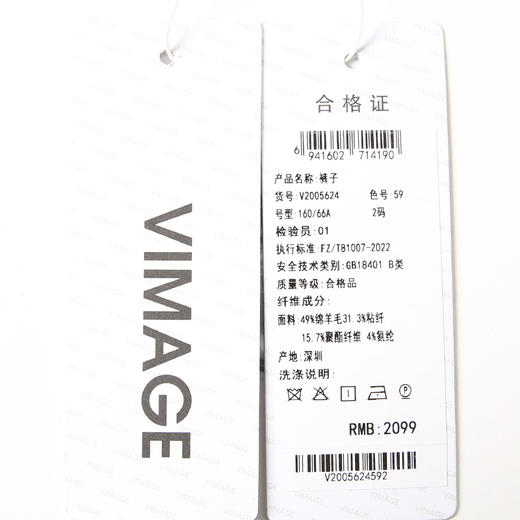 VIMAGE
合格证
6 941602 714190
产品名称:裤子
货号:V2005624 色号:59
号型:160/66A 2码
检验员:01
执行标准:FZ/T81007-2022
安全技术类别:GB18401 B类
质量等级:合格品
纤维成分:
面料:49%绵羊毛31.3%粘纤
15.7%聚酯纤维 4%氨纶
产地:深圳
洗涤说明:
P
RMB:2099
V2005624592